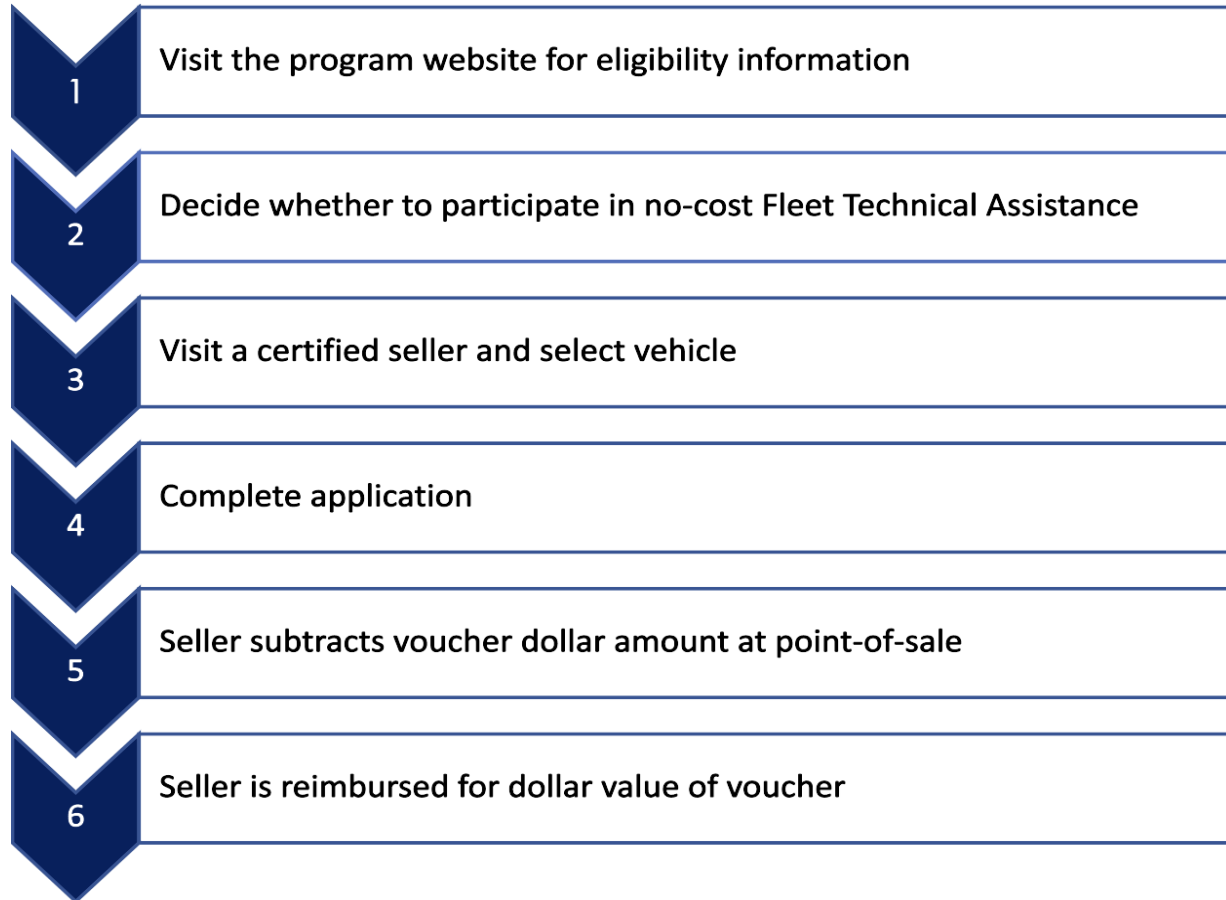 1
Visit the program website for eligibility information
2
Decide whether to participate in no-cost Fleet Technical Assistance
3
Visit a certified seller and select vehicle
4
Complete application
5
Seller subtracts voucher dollar amount at point-of-sale
6
Seller is reimbursed for dollar value of voucher